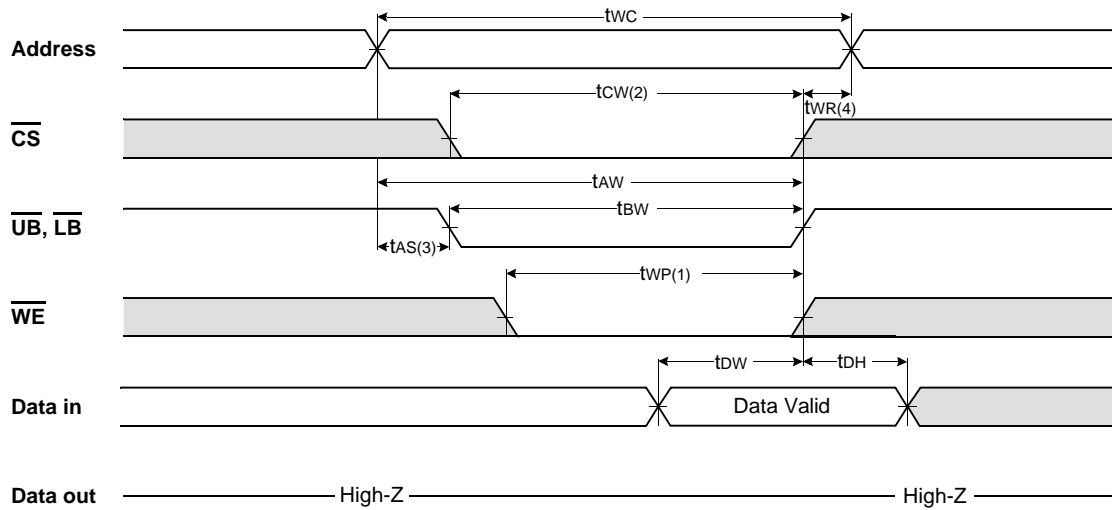 tWC
Address
tCW(2)
tWR(4)
CS
tAW
tBW
UB, LB
tAS(3)
tWP(1)
WE
tDW
tDH
Data in
Data Valid
Data out
High-Z
High-Z